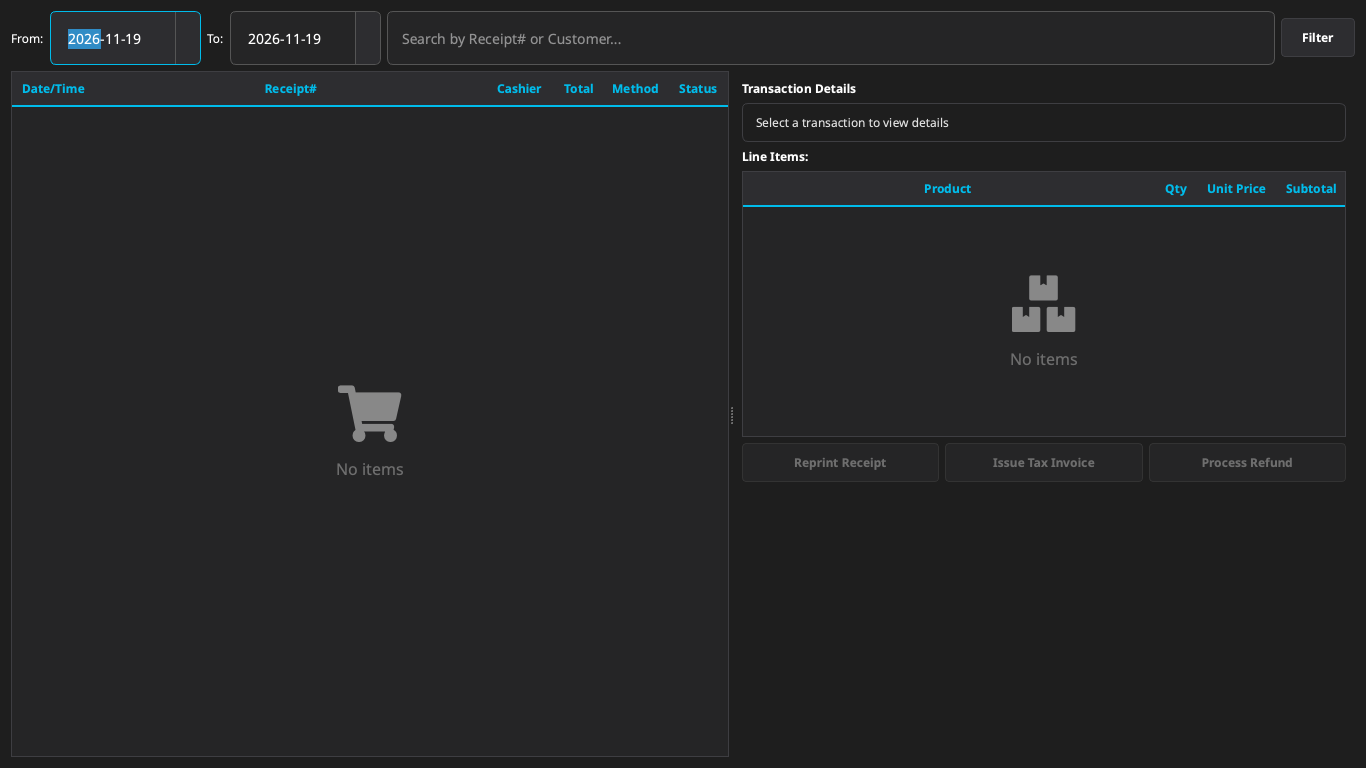 From: 2026-11-19 To: 2026-11-19 Search by Receipt# or Customer... Filter
Date/Time Receipt# Cashier Total Method Status
No items
Transaction Details
Select a transaction to view details
Line Items:
Product Qty Unit Price Subtotal
No items
Reprint Receipt Issue Tax Invoice Process Refund